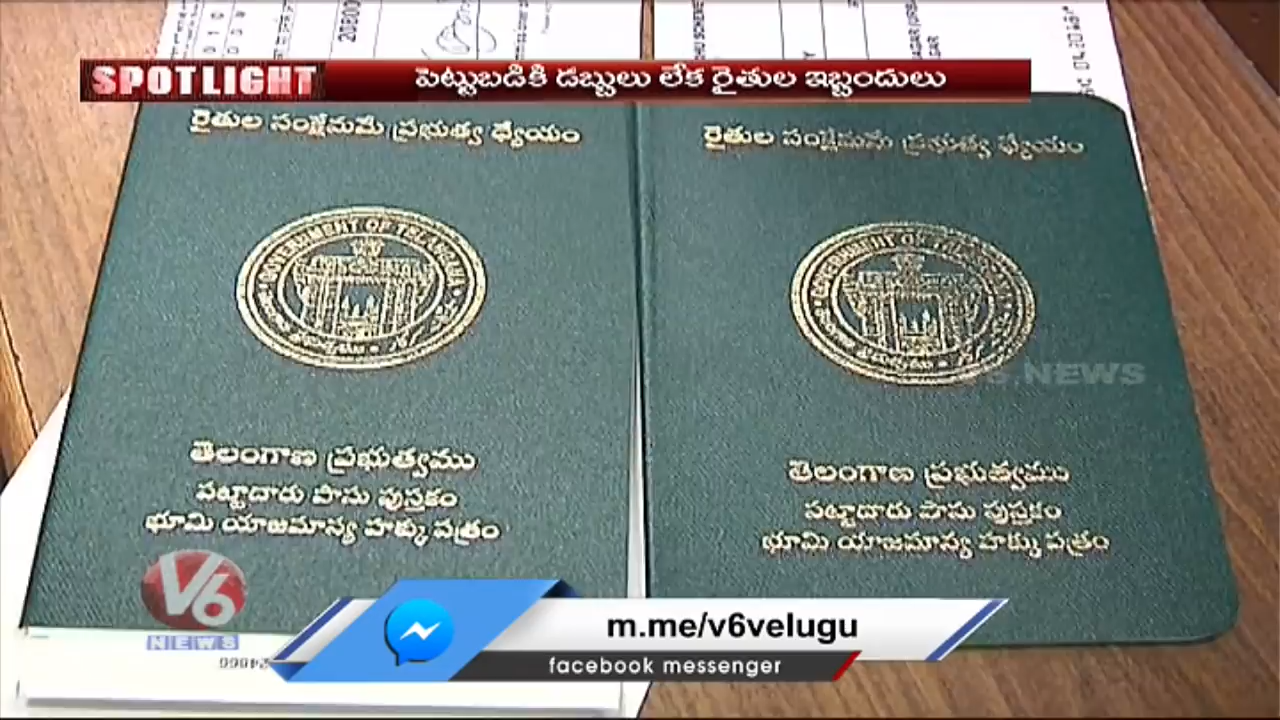 SPOTLIGHT
పెట్టుబడికి డబ్బులు లేక రైతుల ఇబ్బందులు
రైతుల సంక్షేమమే ప్రభుత్వ ధ్యేయం
GOVERNMENT OF TELANGANA
తెలంగాణ ప్రభుత్వము
పట్టాదారు పాసు పుస్తకం
భూమి యాజమాన్య హక్కు పత్రం
రైతుల సంక్షేమమే ప్రభుత్వ ధ్యేయం
GOVERNMENT OF TELANGANA
తెలంగాణ ప్రభుత్వము
పట్టాదారు పాసు పుస్తకం
భూమి యాజమాన్య హక్కు పత్రం
NEWS
V6
NEWS
m.me/v6velugu
facebook messenger